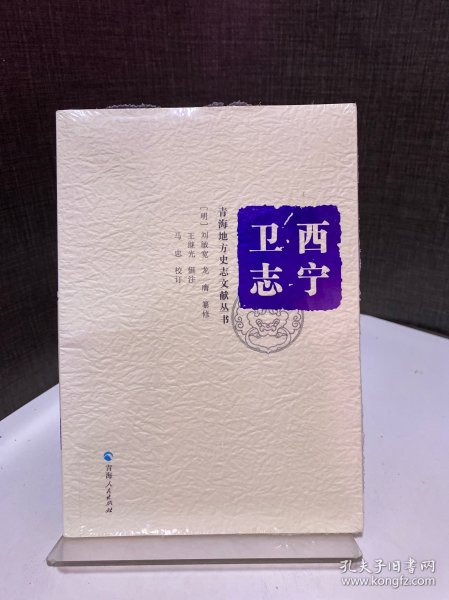 西宁
卫志
青海地方史志文献丛书
［明］刘敏宽 龙膺 纂修
王继光 辑注
马忠 校订
青海人民出版社
孔夫子旧书网
www.kongfz.com